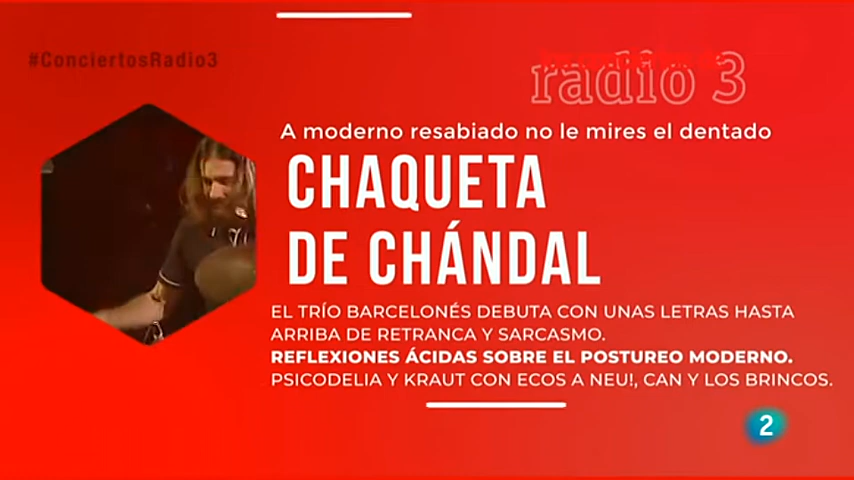 #ConciertosRadio3
radio 3
A moderno resabiado no le mires el dentado
CHAQUETA
DE CHÁNDAL
EL TRÍO BARCELONÉS DEBUTA CON UNAS LETRAS HASTA
ARRIBA DE RETRANCA Y SARCASMO.
REFLEXIONES ÁCIDAS SOBRE EL POSTUREO MODERNO.
PSICODELIA Y KRAUT CON ECOS A NEU!, CAN Y LOS BRINCOS.
2